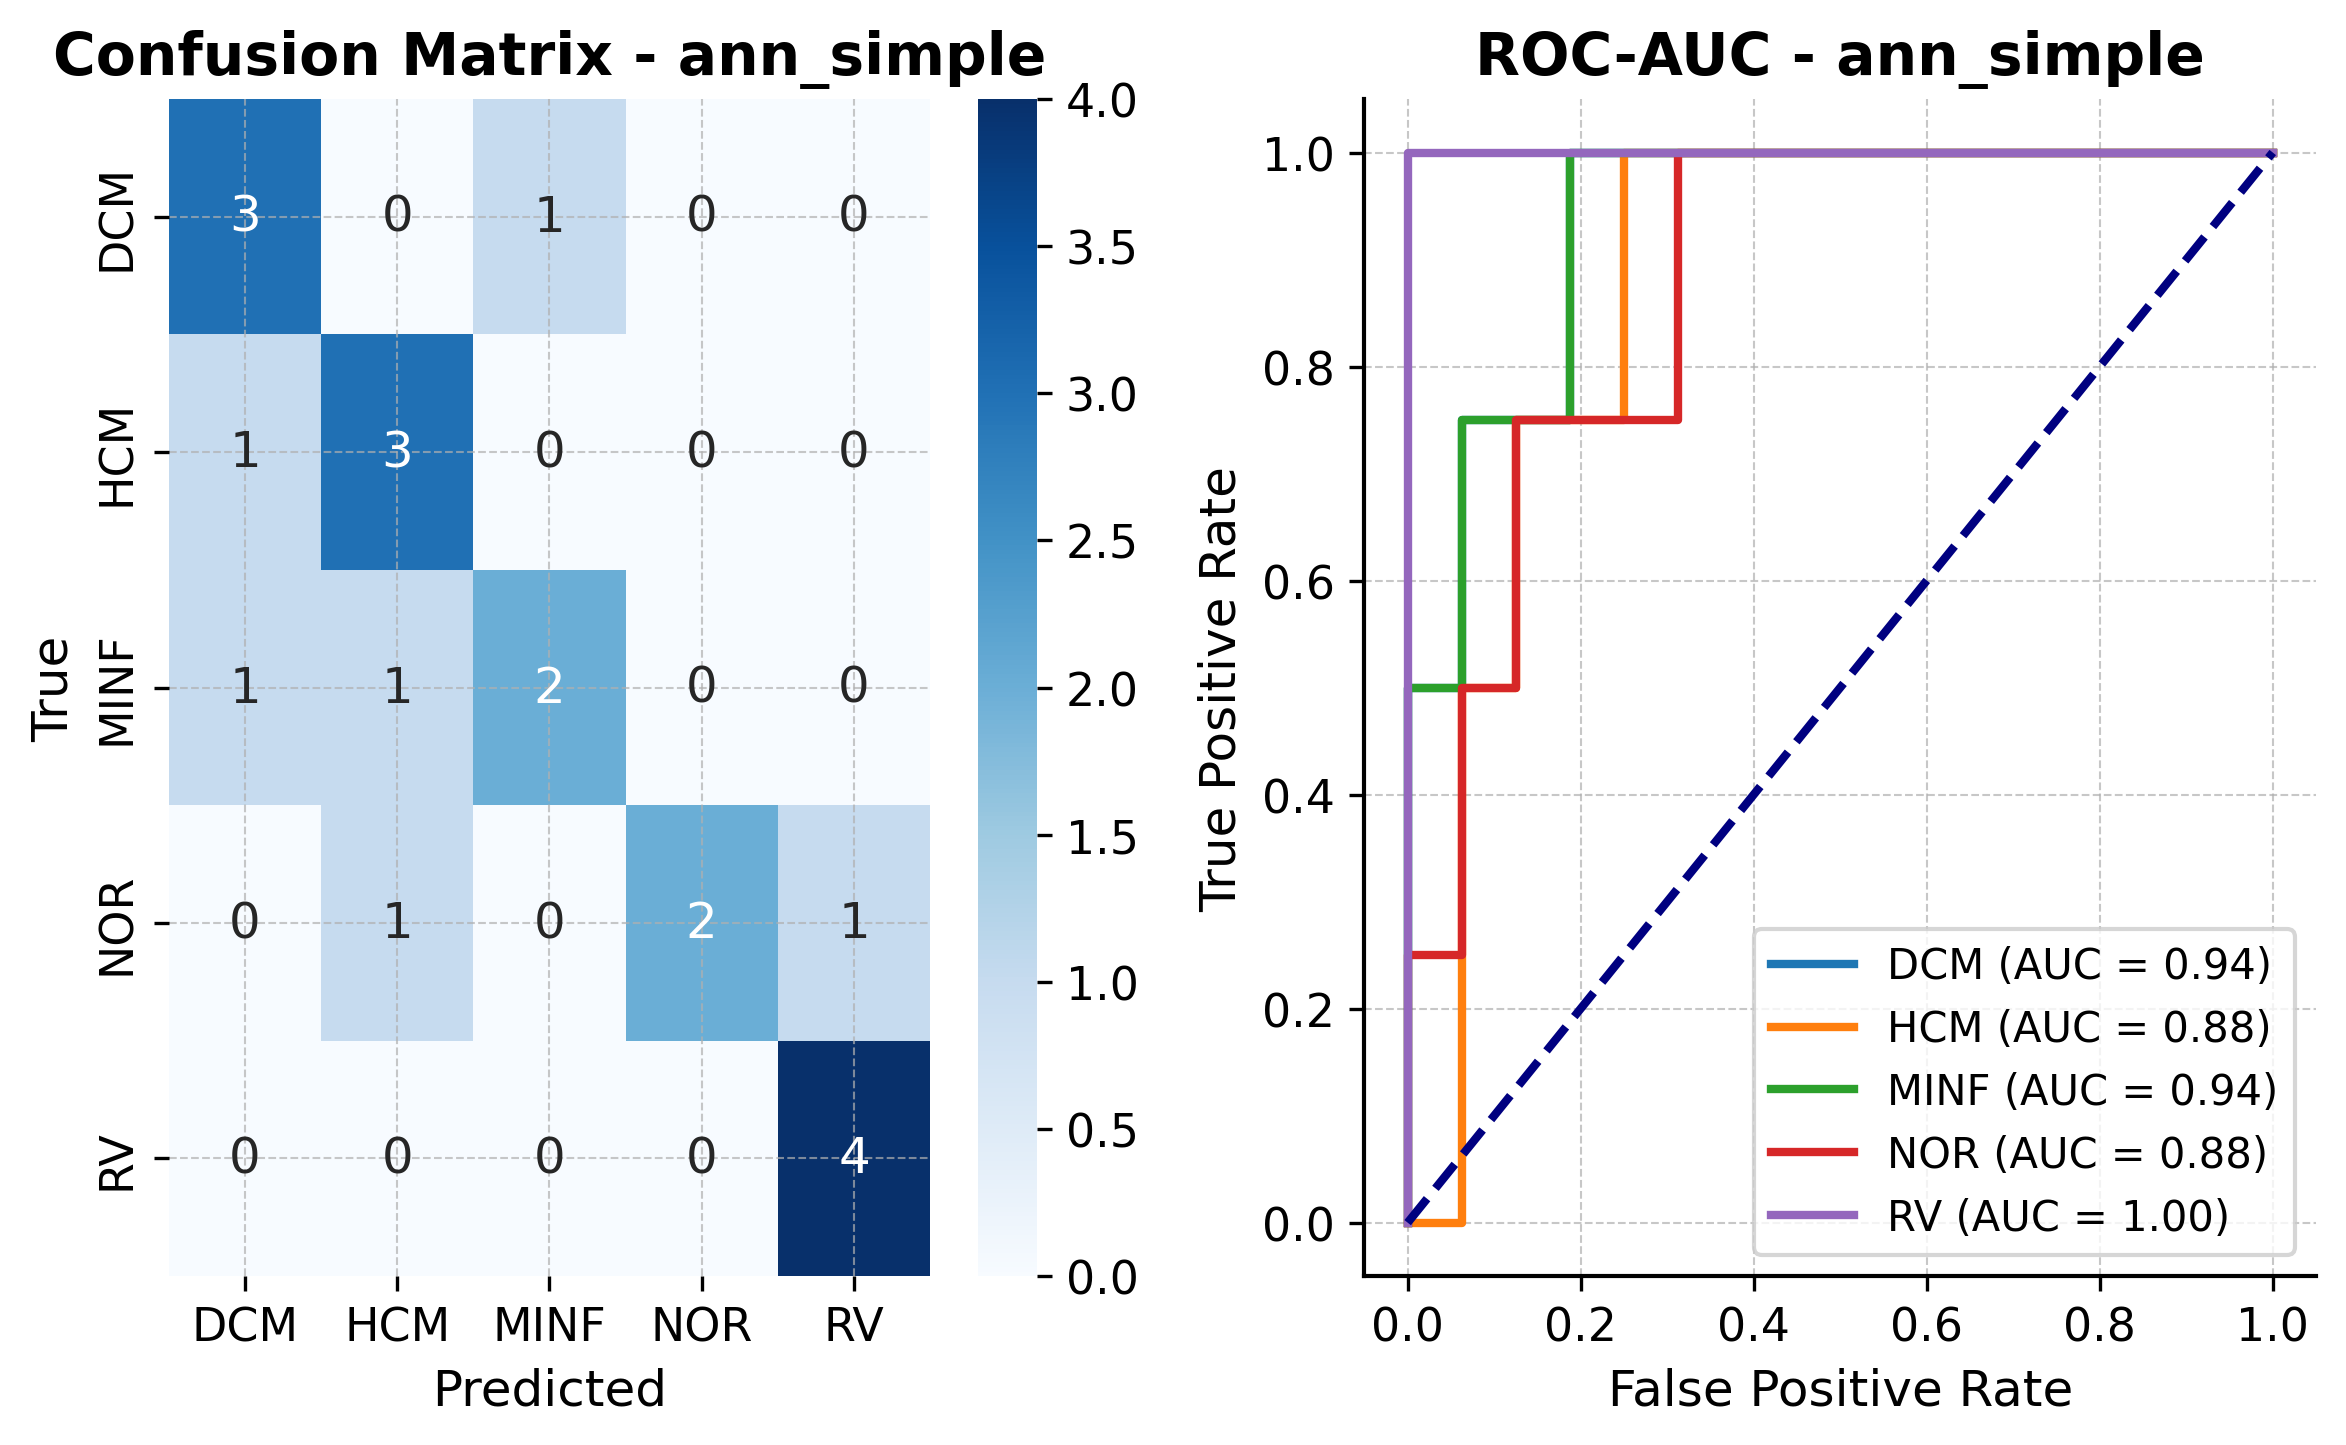 Confusion Matrix - ann_simple
True
DCM
3 0 1 0 0
HCM
1 3 0 0 0
MINF
1 1 2 0 0
NOR
0 1 0 2 1
RV
0 0 0 0 4
DCM HCM MINF NOR RV
Predicted
4.0
3.5
3.0
2.5
2.0
1.5
1.0
0.5
0.0
ROC-AUC - ann_simple
True Positive Rate
1.0
0.8
0.6
0.4
0.2
0.0
DCM (AUC = 0.94)
HCM (AUC = 0.88)
MINF (AUC = 0.94)
NOR (AUC = 0.88)
RV (AUC = 1.00)
0.0 0.2 0.4 0.6 0.8 1.0
False Positive Rate